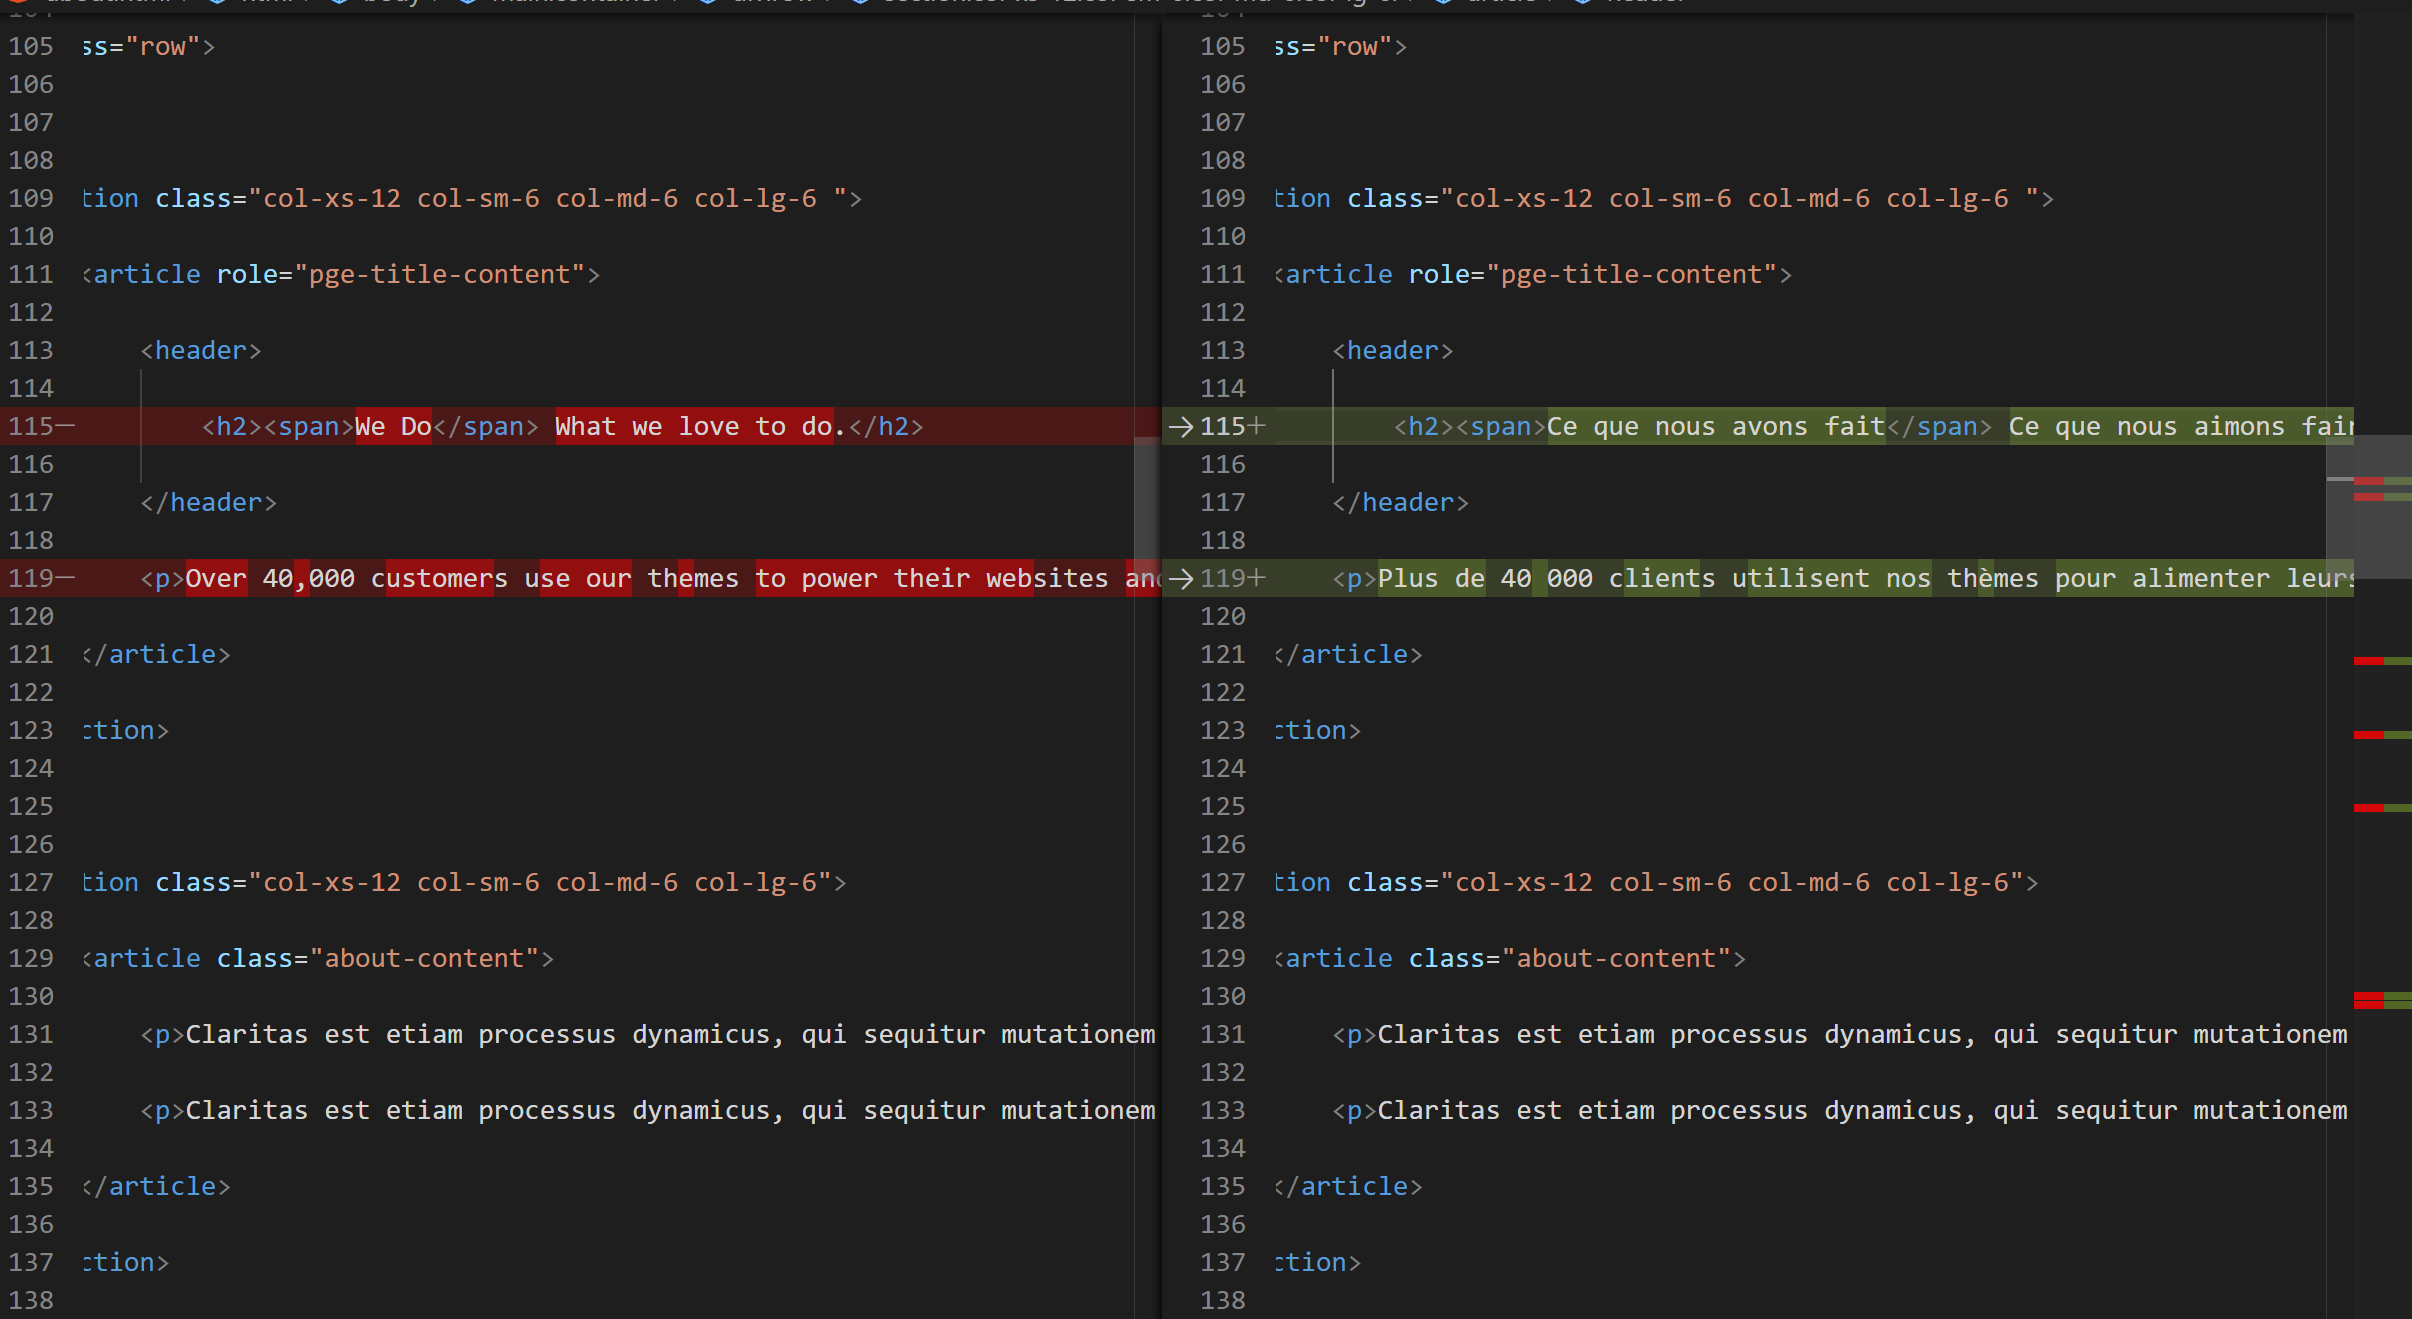 105 ss="row">
106
107
108
109 tion class="col-xs-12 col-sm-6 col-md-6 col-lg-6 ">
110
111 <article role="pge-title-content">
112
113 <header>
114
115— <h2><span>We Do</span> What we love to do.</h2>
116
117 </header>
118
119— <p>Over 40,000 customers use our themes to power their websites and
120
121 </article>
122
123 ction>
124
125
126
127 tion class="col-xs-12 col-sm-6 col-md-6 col-lg-6">
128
129 <article class="about-content">
130
131 <p>Claritas est etiam processus dynamicus, qui sequitur mutationem
132
133 <p>Claritas est etiam processus dynamicus, qui sequitur mutationem
134
135 </article>
136
137 ction>
138
105 ss="row">
106
107
108
109 tion class="col-xs-12 col-sm-6 col-md-6 col-lg-6 ">
110
111 <article role="pge-title-content">
112
113 <header>
114
→115+ <h2><span>Ce que nous avons fait</span> Ce que nous aimons fair
116
117 </header>
118
→119+ <p>Plus de 40 000 clients utilisent nos thèmes pour alimenter leurs
120
121 </article>
122
123 ction>
124
125
126
127 tion class="col-xs-12 col-sm-6 col-md-6 col-lg-6">
128
129 <article class="about-content">
130
131 <p>Claritas est etiam processus dynamicus, qui sequitur mutationem
132
133 <p>Claritas est etiam processus dynamicus, qui sequitur mutationem
134
135 </article>
136
137 ction>
138